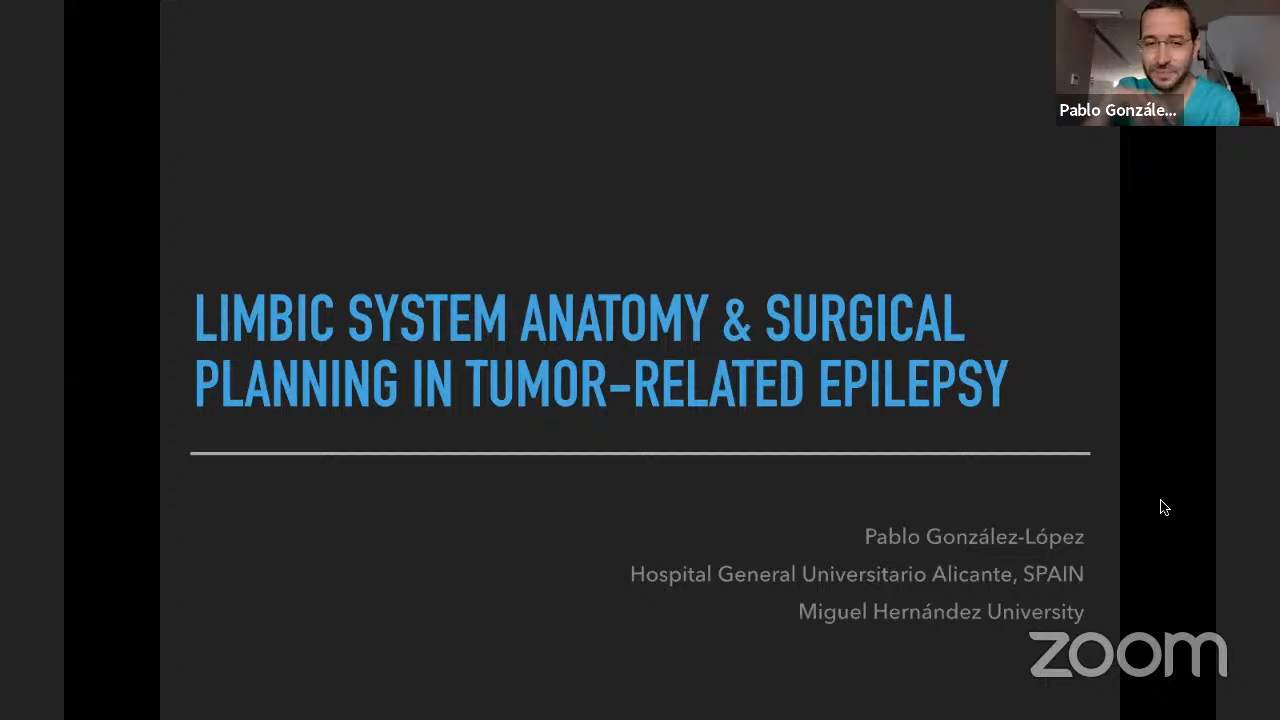 Pablo Gonzále...
LIMBIC SYSTEM ANATOMY & SURGICAL
PLANNING IN TUMOR-RELATED EPILEPSY
Pablo González-López
Hospital General Universitario Alicante, SPAIN
Miguel Hernández University
zoom